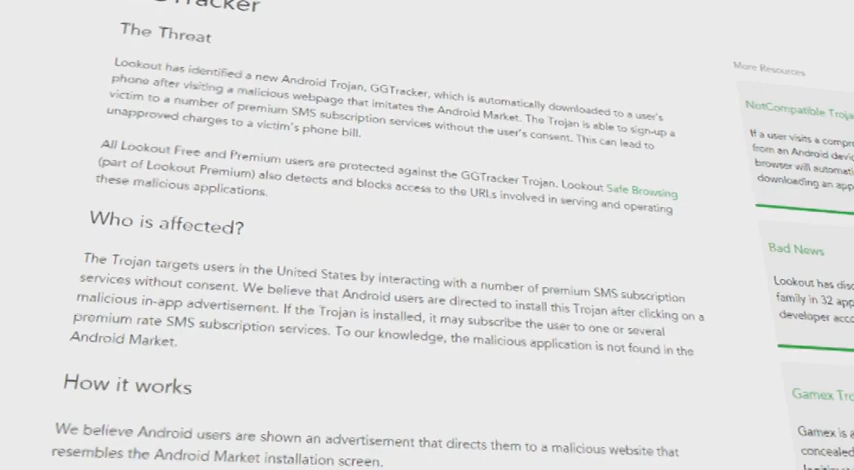 The Threat
Lookout has identified a new Android Trojan, GGTracker, which is automatically downloaded to a user's
phone after visiting a malicious webpage that imitates the Android Market. The Trojan is able to sign-up a
victim to a number of premium SMS subscription services without the user's consent. This can lead to
unapproved charges to a victim's phone bill.
All Lookout Free and Premium users are protected against the GGTracker Trojan. Lookout Safe Browsing
(part of Lookout Premium) also detects and blocks access to the URLs involved in serving and operating
these malicious applications.
Who is affected?
The Trojan targets users in the United States by interacting with a number of premium SMS subscription
services without consent. We believe that Android users are directed to install this Trojan after clicking on a
malicious in-app advertisement. If the Trojan is installed, it may subscribe the user to one or several
premium rate SMS subscription services. To our knowledge, the malicious application is not found in the
Android Market.
How it works
We believe Android users are shown an advertisement that directs them to a malicious website that
resembles the Android Market installation screen.
More Resources
NotCompatible
If a user visits a
from an Android
browser will
downloading an
Bad News
Lookout has
family in 32
developer
Gamex
Gamex is
concealed